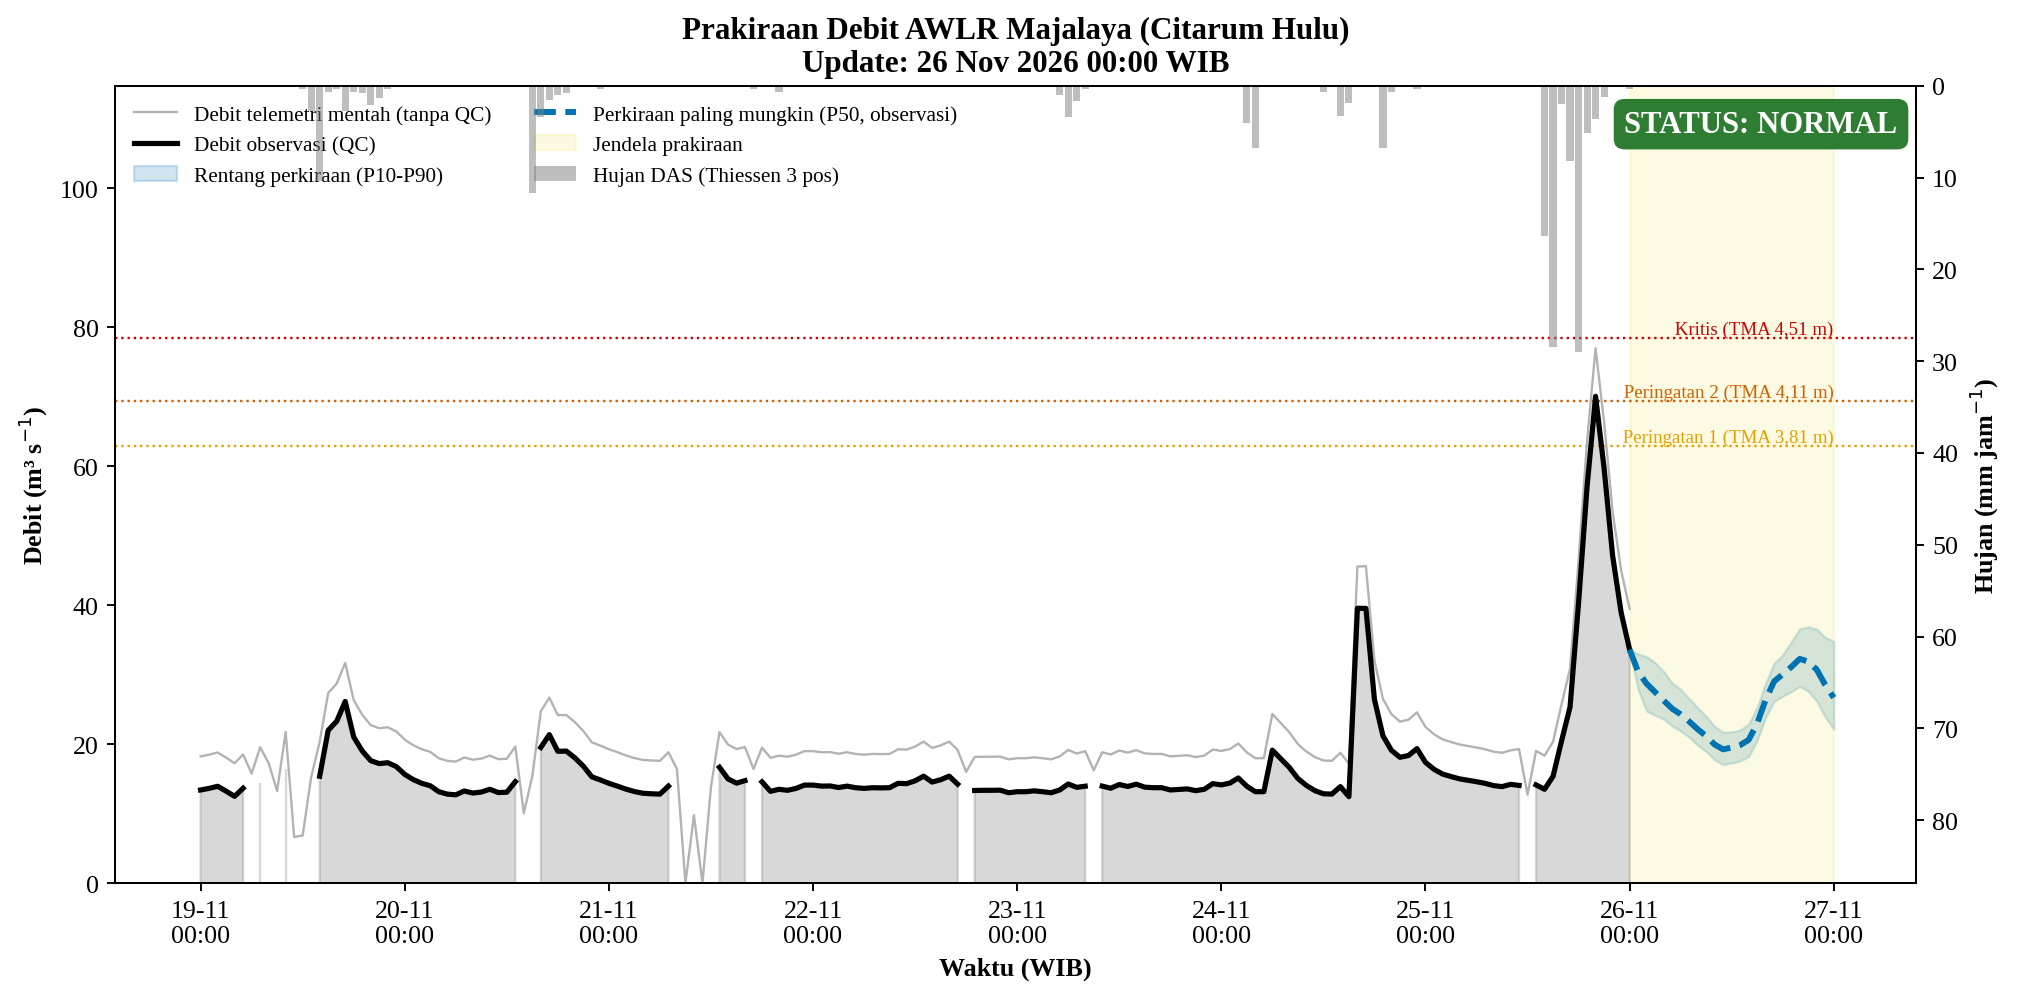 Prakiraan Debit AWLR Majalaya (Citarum Hulu)
Update: 26 Nov 2026 00:00 WIB
Debit telemetri mentah (tanpa QC)
Debit observasi (QC)
Rentang perkiraan (P10-P90)
Perkiraan paling mungkin (P50, observasi)
Jendela prakiraan
Hujan DAS (Thiessen 3 pos)
STATUS: NORMAL
Kritis (TMA 4,51 m)
Peringatan 2 (TMA 4,11 m)
Peringatan 1 (TMA 3,81 m)
Debit (m³ s⁻¹)
100
80
60
40
20
0
Hujan (mm jam⁻¹)
0
10
20
30
40
50
60
70
80
19-11
00:00
20-11
00:00
21-11
00:00
22-11
00:00
23-11
00:00
24-11
00:00
25-11
00:00
26-11
00:00
27-11
00:00
Waktu (WIB)